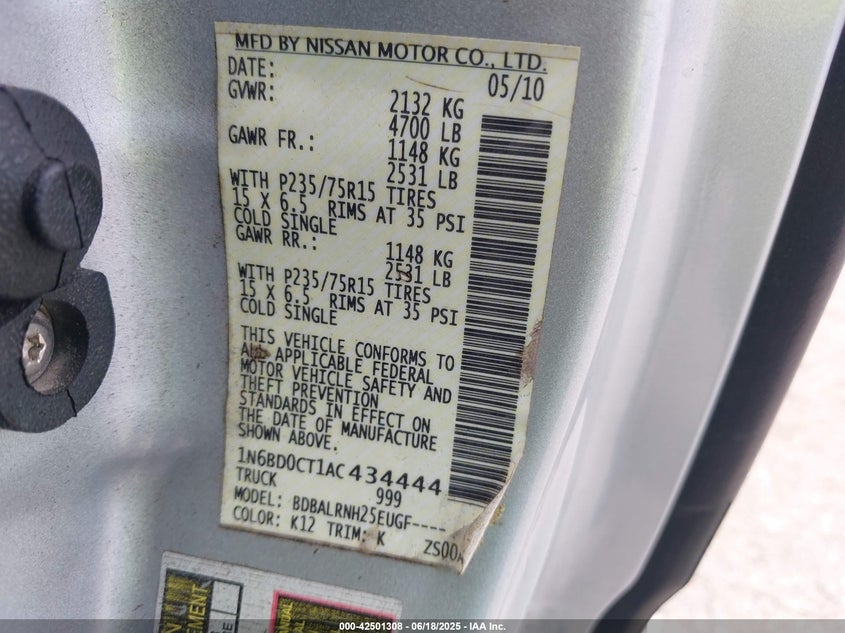 MFD BY NISSAN MOTOR CO., LTD.
DATE: 05/10
GVWR: 2132 KG
4700 LB
GAWR FR.: 1148 KG
2531 LB
WITH P235/75R15 TIRES
15 X 6.5 RIMS AT 35 PSI
COLD SINGLE
GAWR RR.: 1148 KG
2531 LB
WITH P235/75R15 TIRES
15 X 6.5 RIMS AT 35 PSI
COLD SINGLE
THIS VEHICLE CONFORMS TO
ALL APPLICABLE FEDERAL
MOTOR VEHICLE SAFETY AND
THEFT PREVENTION
STANDARDS IN EFFECT ON
THE DATE OF MANUFACTURE
SHOWN ABOVE.
1N6BD0CT1AC434444
TRUCK 999
MODEL: BDBALRNH25EUGF----
COLOR: K12 TRIM: K ZS00A
000-42501308 - 06/18/2025 - IAA Inc.